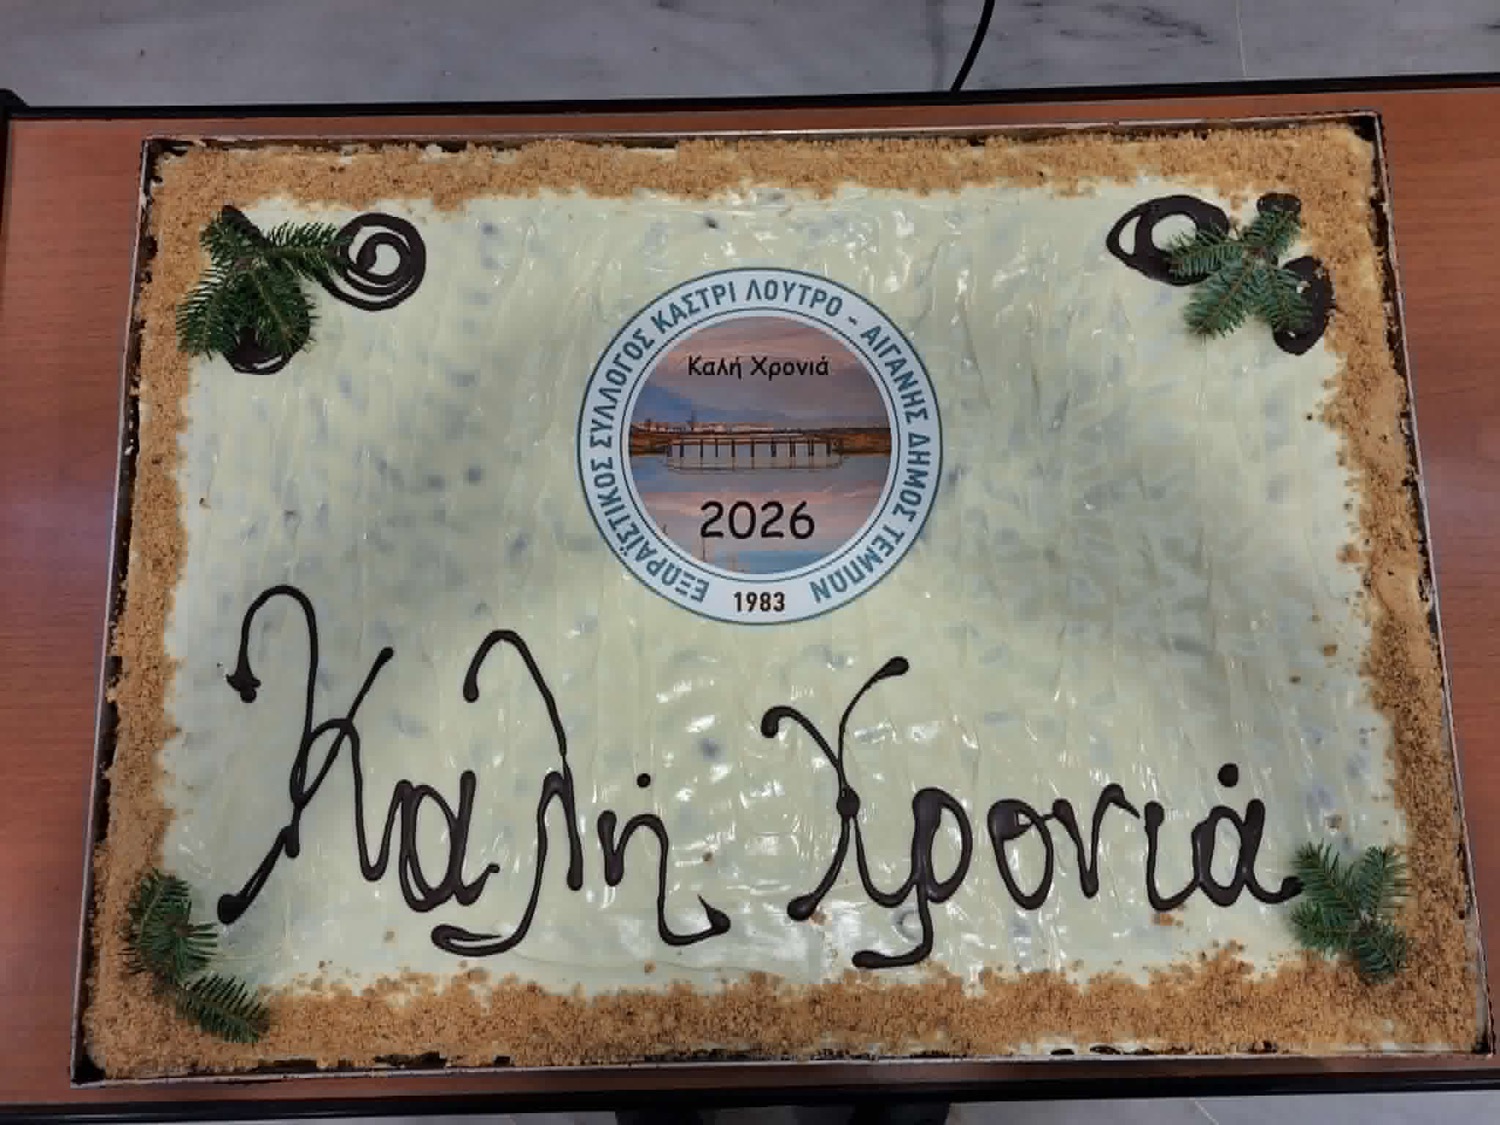 ΕΞΩΡΑΪΣΤΙΚΟΣ ΣΥΛΛΟΓΟΣ ΚΑΣΤΡΙ ΛΟΥΤΡΟ - ΑΙΓΑΝΗΣ ΔΗΜΟΣ ΤΕΜΠΩΝ
Καλή Χρονιά
2026
1983
Καλή Χρονιά